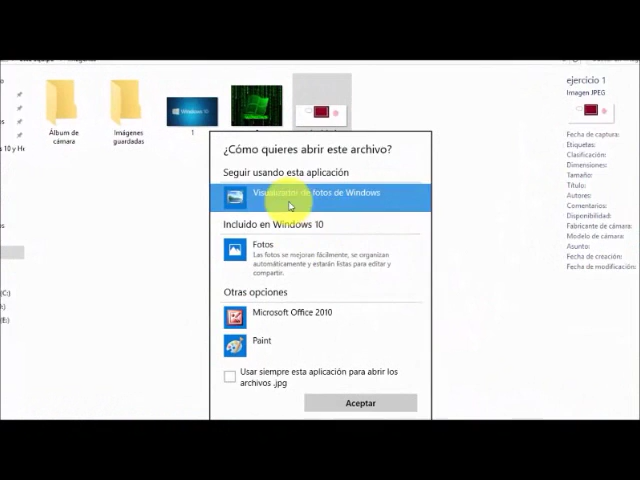 ejercicio 1
Imagen JPEG
Windows 10
Álbum de cámara
Imágenes guardadas
1
Fecha de captura:
Etiquetas:
Clasificación:
Dimensiones:
Tamaño:
Título:
Autores:
Comentarios:
Disponibilidad:
Fabricante de cámara:
Modelo de cámara:
Asunto:
Fecha de creación:
Fecha de modificación:
10 y He
(C:)
(E:)
¿Cómo quieres abrir este archivo?
Seguir usando esta aplicación
Visualizador de fotos de Windows
Incluido en Windows 10
Fotos
Las fotos se mejoran fácilmente, se organizan
automáticamente y estarán listas para editar y
compartir.
Otras opciones
Microsoft Office 2010
Paint
Usar siempre esta aplicación para abrir los
archivos .jpg
Aceptar